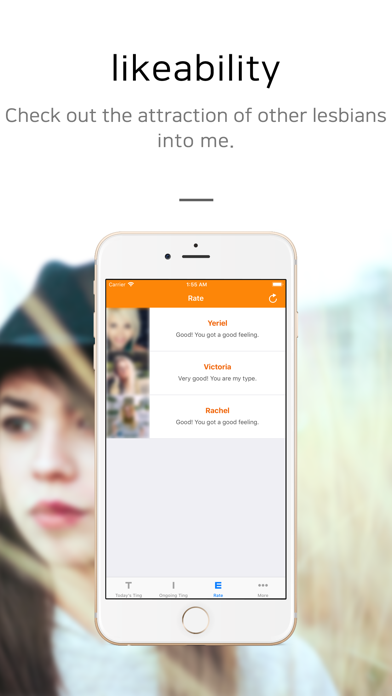 likeability
Check out the attraction of other lesbians
into me.
Carrier 1:56 AM
Rate
Yeriel
Good! You got a good feeling.
Victoria
Very good! You are my type.
Rachel
Good! You got a good feeling.
T I E
Today's Ting Ongoing Ting Rate More